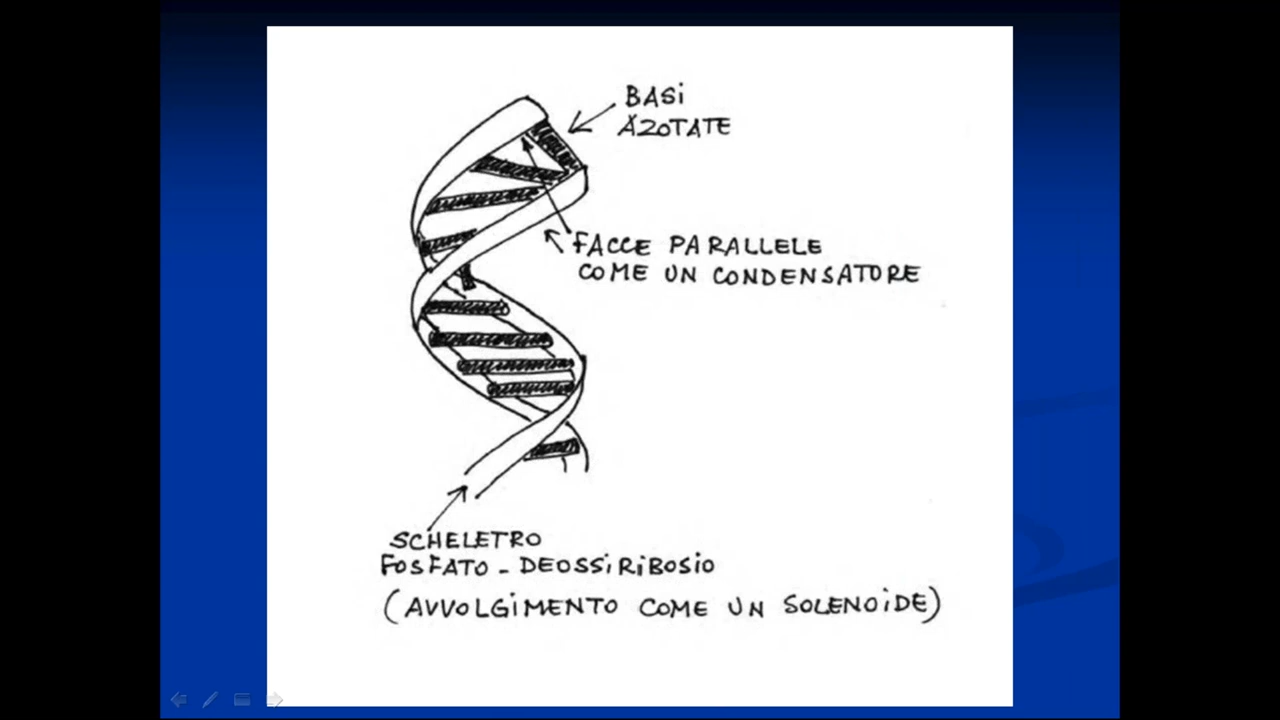 BASI
AZOTATE
FACCE PARALLELE
COME UN CONDENSATORE
SCHELETRO
FOSFATO - DEOSSIRIBOSIO
(AVVOLGIMENTO COME UN SOLENOIDE)